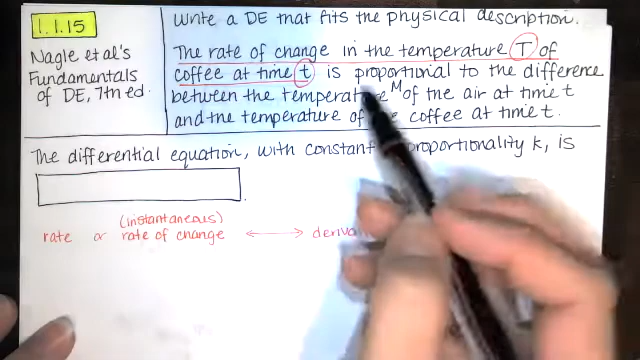 1.1.15
Nagle et al's
Fundamentals
of DE, 7th ed.
Write a DE that fits the physical description.
The rate of change in the temperature T of
coffee at time t is proportional to the difference
between the temperature M of the air at time t
and the temperature of coffee at time t.
The differential equation, with constant proportionality k, is
(instantaneous)
rate or rate of change ⟷